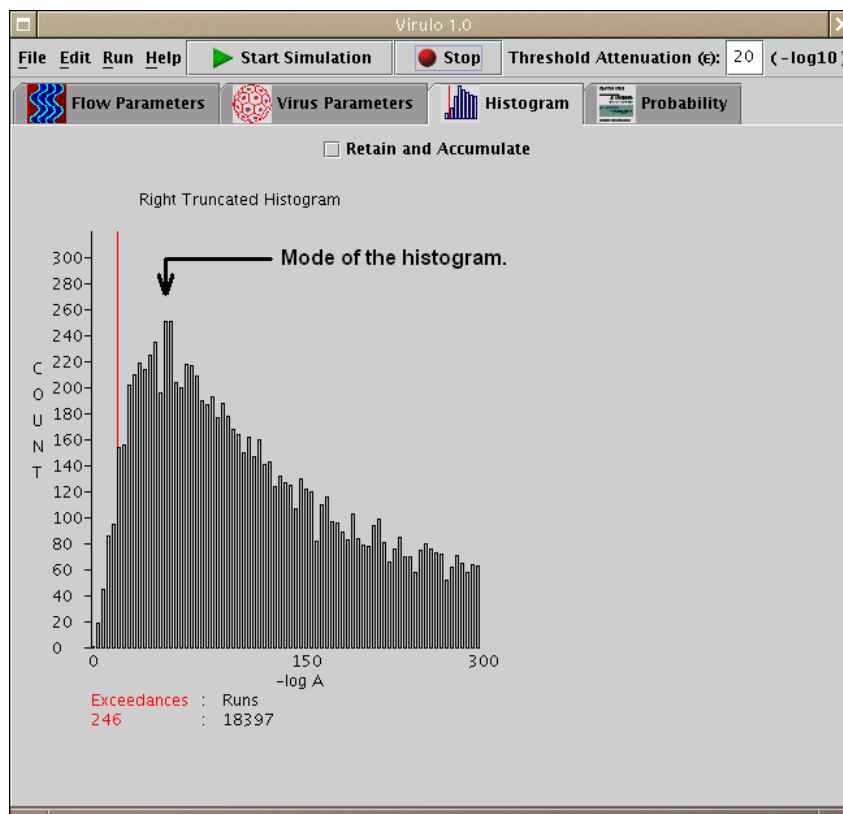 Virulo 1.0
File Edit Run Help Start Simulation Stop Threshold Attenuation (ε): 20 (-log10)
Flow Parameters Virus Parameters Histogram Probability
Retain and Accumulate
Right Truncated Histogram
Mode of the histogram.
300
280
260
240
220
200
180
160
140
120
100
80
60
40
20
0
COUNT
0 150 300
-log A
Exceedances : Runs
246 : 18397